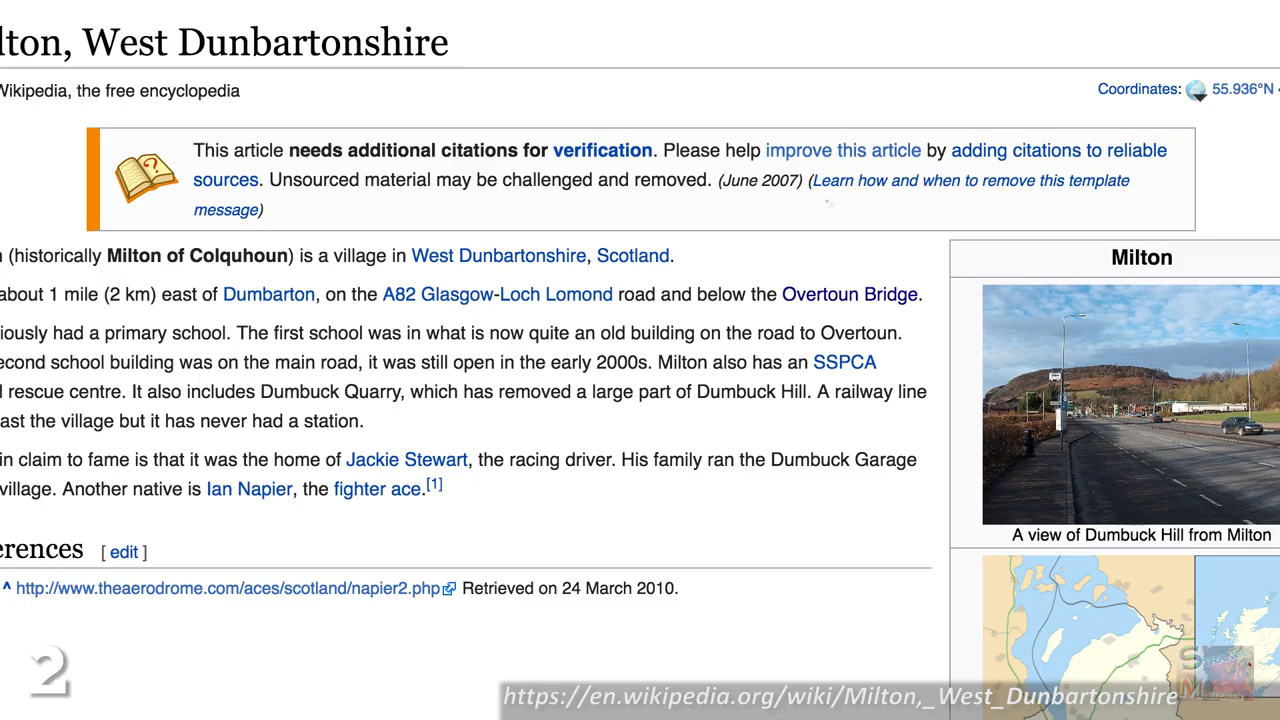 lton, West Dunbartonshire
Wikipedia, the free encyclopedia
Coordinates: 55.936°N 4
This article needs additional citations for verification. Please help improve this article by adding citations to reliable
sources. Unsourced material may be challenged and removed. (June 2007) (Learn how and when to remove this template
message)
n (historically Milton of Colquhoun) is a village in West Dunbartonshire, Scotland.
about 1 mile (2 km) east of Dumbarton, on the A82 Glasgow-Loch Lomond road and below the Overtoun Bridge.
iously had a primary school. The first school was in what is now quite an old building on the road to Overtoun.
econd school building was on the main road, it was still open in the early 2000s. Milton also has an SSPCA
l rescue centre. It also includes Dumbuck Quarry, which has removed a large part of Dumbuck Hill. A railway line
ast the village but it has never had a station.
in claim to fame is that it was the home of Jackie Stewart, the racing driver. His family ran the Dumbuck Garage
village. Another native is Ian Napier, the fighter ace.[1]
erences [ edit ]
^ http://www.theaerodrome.com/aces/scotland/napier2.php Retrieved on 24 March 2010.
Milton
A view of Dumbuck Hill from Milton
2
https://en.wikipedia.org/wiki/Milton,_West_Dunbartonshire